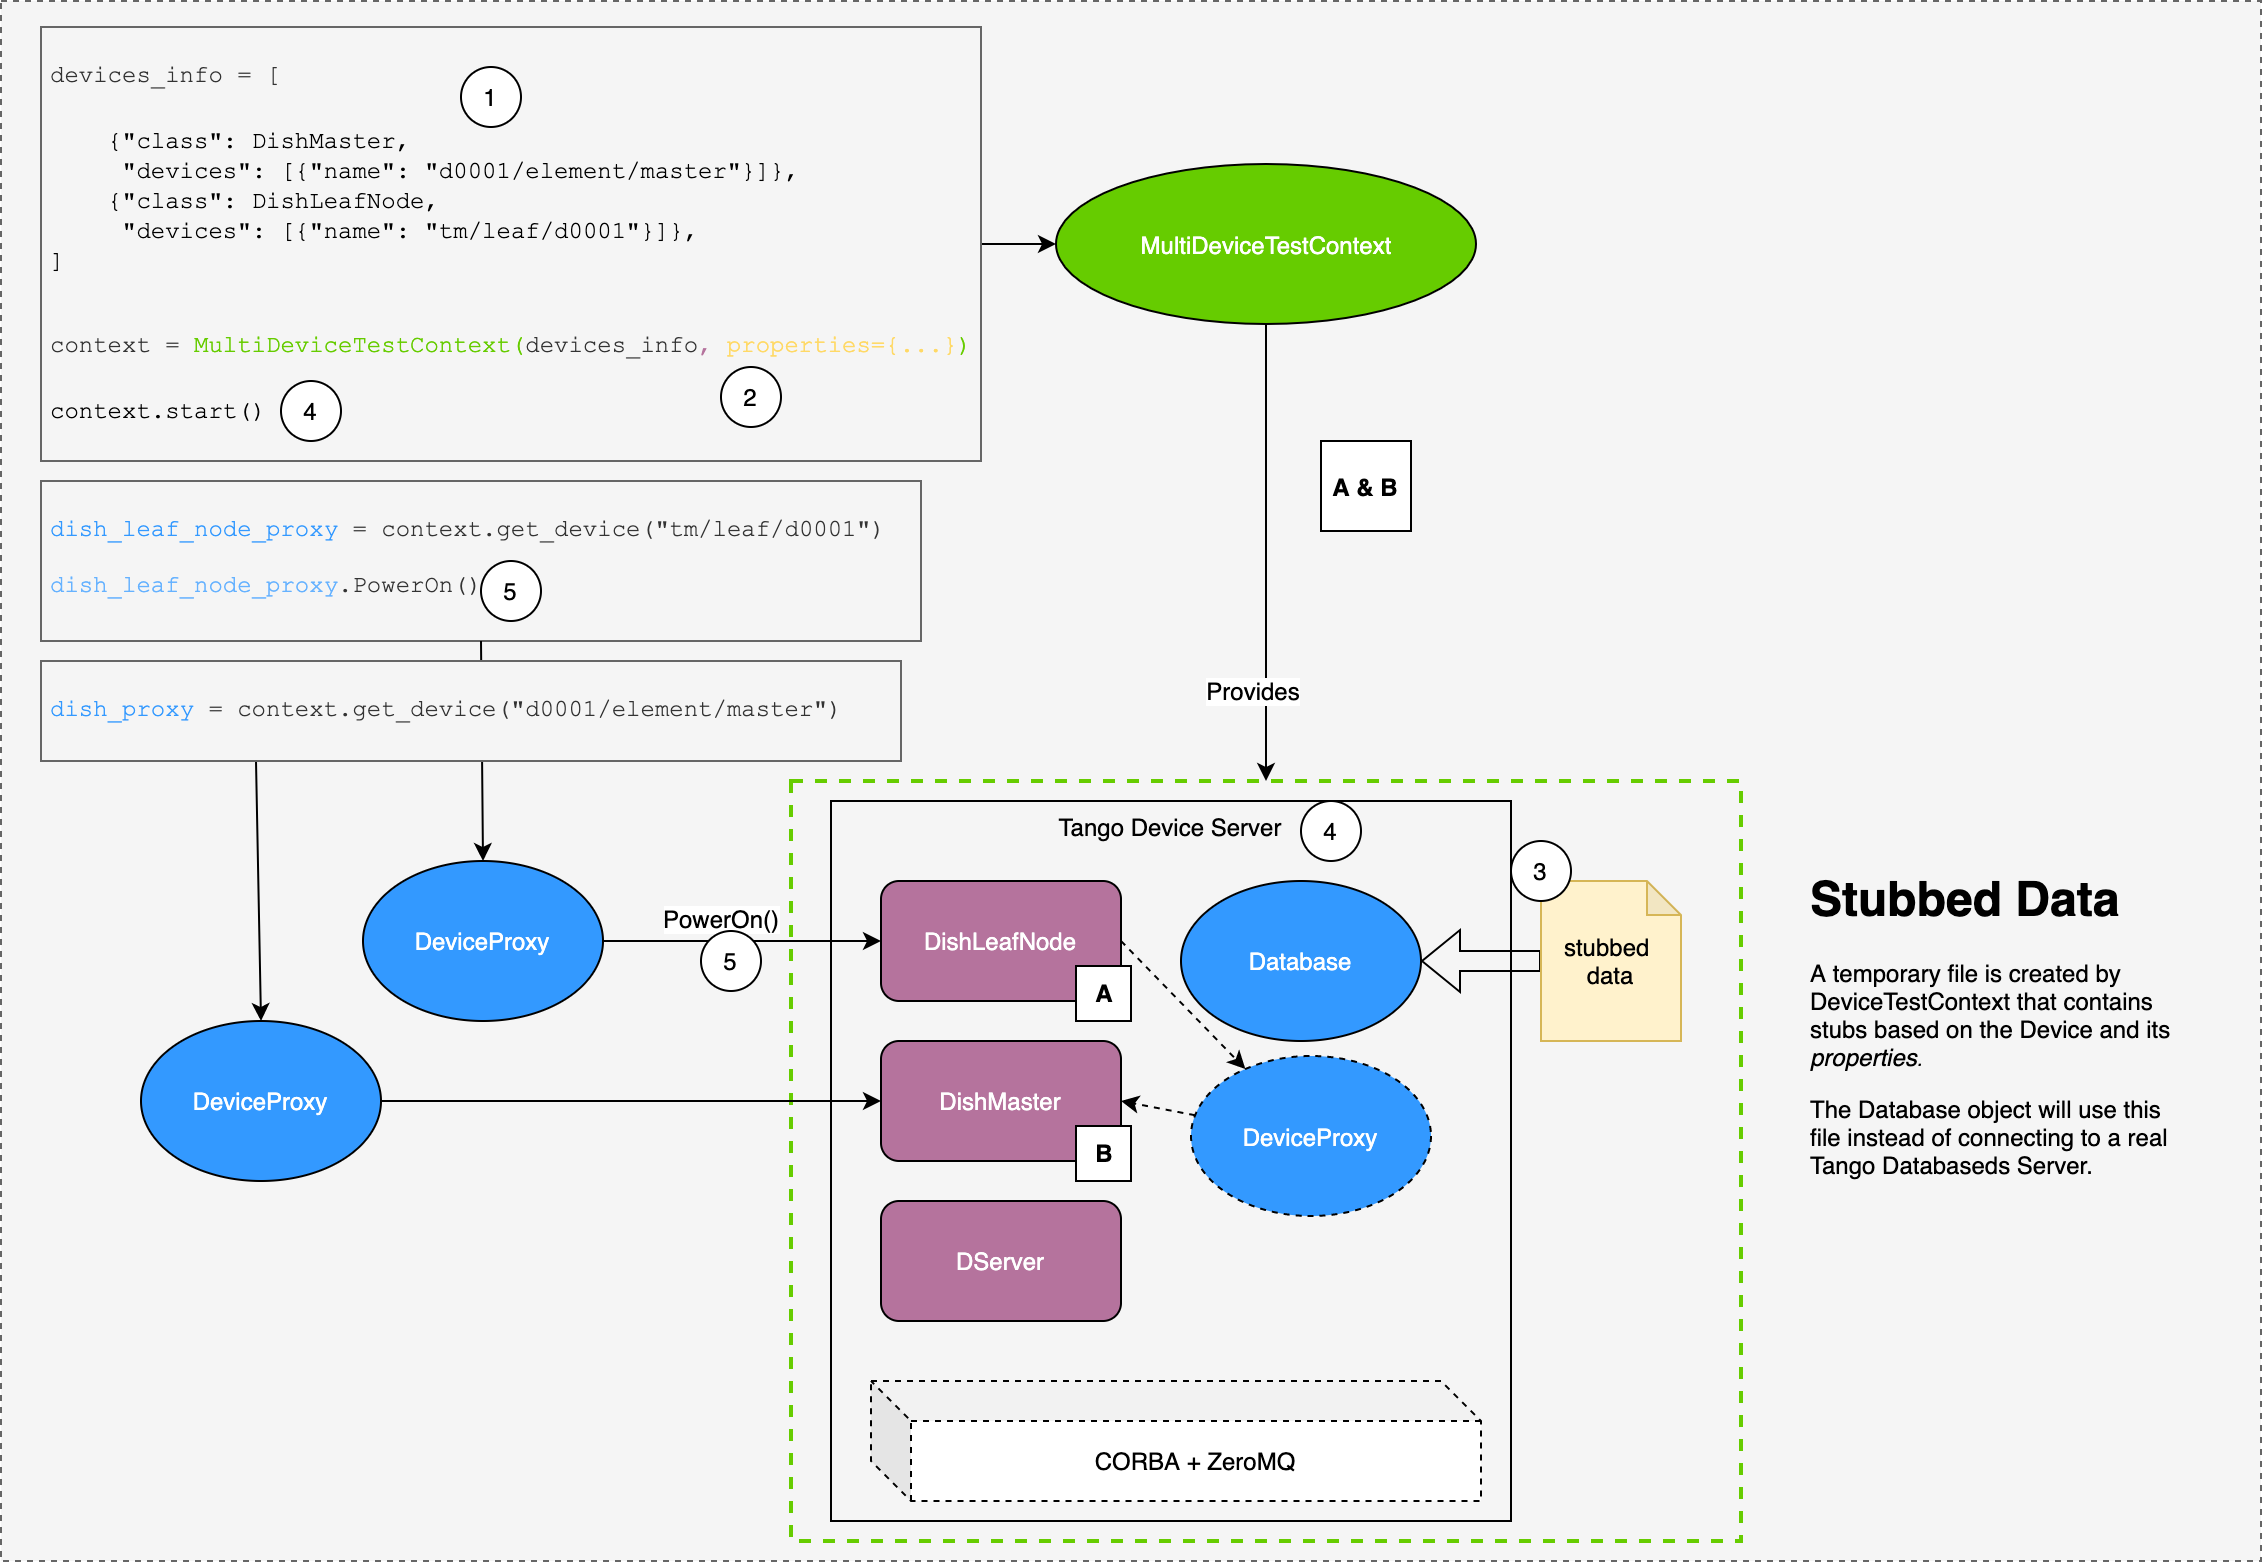 devices_info = [
1
{"class": DishMaster,
"devices": [{"name": "d0001/element/master"}]},
{"class": DishLeafNode,
"devices": [{"name": "tm/leaf/d0001"}]},
]
context = MultiDeviceTestContext(devices_info, properties={...})
2
context.start()
4
MultiDeviceTestContext
A & B
Provides
dish_leaf_node_proxy = context.get_device("tm/leaf/d0001")
dish_leaf_node_proxy.PowerOn()
5
dish_proxy = context.get_device("d0001/element/master")
DeviceProxy
DeviceProxy
PowerOn()
5
Tango Device Server
4
3
DishLeafNode
A
Database
stubbed
data
DishMaster
B
DeviceProxy
DServer
CORBA + ZeroMQ
Stubbed Data
A temporary file is created by
DeviceTestContext that contains
stubs based on the Device and its
properties.
The Database object will use this
file instead of connecting to a real
Tango Databaseds Server.